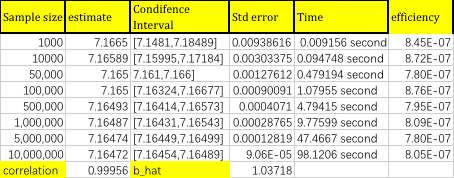 Sample size estimate Condifence Interval Std error Time efficiency
1000 7.1665 [7.1481,7.18489] 0.00938616 0.009156 second 8.45E-07
10000 7.16589 [7.15995,7.17184] 0.00303375 0.094748 second 8.72E-07
50,000 7.165 7.161,7.166] 0.00127612 0.479194 second 7.80E-07
100,000 7.165 [7.16324,7.16677] 0.00090091 1.07955 second 8.76E-07
500,000 7.16493 [7.16414,7.16573] 0.0004071 4.79415 second 7.95E-07
1,000,000 7.16487 [7.16431,7.16543] 0.00028765 9.77599 second 8.09E-07
5,000,000 7.16474 [7.16449,7.16499] 0.00012819 47.4667 second 7.80E-07
10,000,000 7.16472 [7.16454,7.16489] 9.06E-05 98.1206 second 8.05E-07
correlation 0.99956 b_hat 1.03718